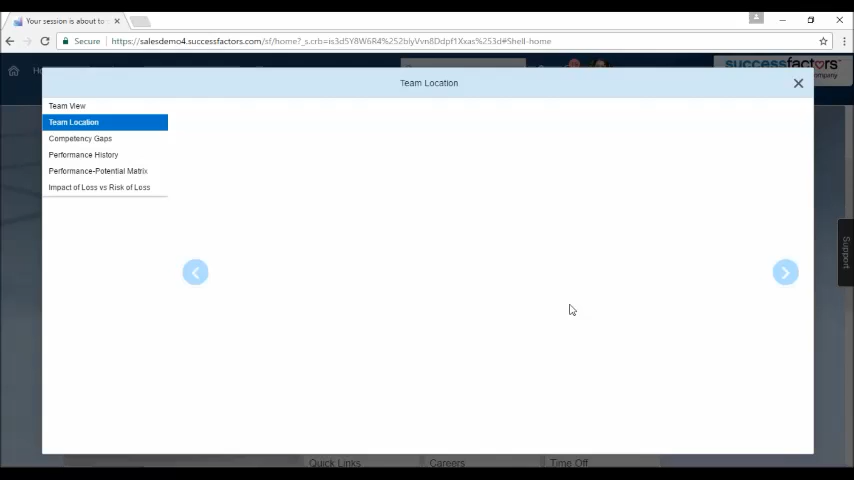 Your session is about to
Secure
https://salesdemo4.successfactors.com/sf/home?_s.crb=is3d5Y8W6R4%252blyVvn8Ddpf1Xxas%253d#Shell-home
successfactors
company
Team Location
Team View
Team Location
Competency Gaps
Performance History
Performance-Potential Matrix
Impact of Loss vs Risk of Loss
Support
Quick Links
Careers
Time Off